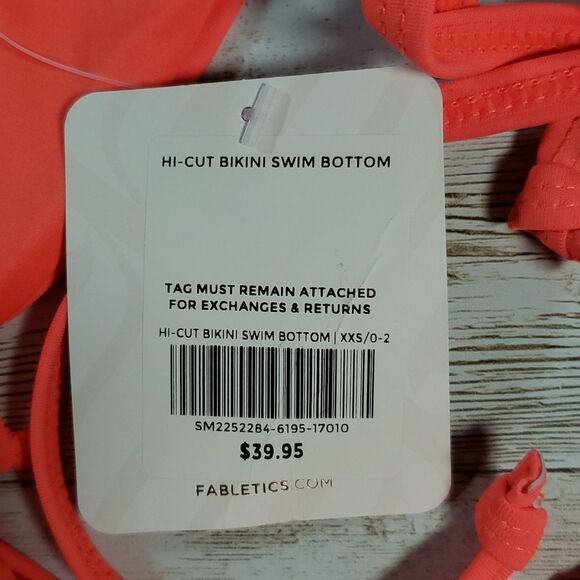 HI-CUT BIKINI SWIM BOTTOM
TAG MUST REMAIN ATTACHED
FOR EXCHANGES & RETURNS
HI-CUT BIKINI SWIM BOTTOM | XXS/0-2
SM2252284-6195-17010
$39.95
FABLETICS.COM